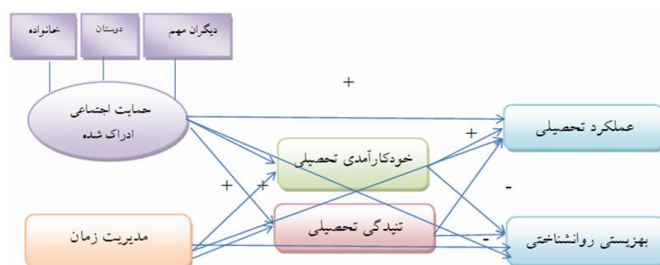 خانواده
دوستان
دیگران مهم
+
حمایت اجتماعی
ادراک شده
عملکرد تحصیلی
+
خودکارآمدی تحصیلی
+
+
-
تنیدگی تحصیلی
مدیریت زمان
-
بهزیستی روانشناختی